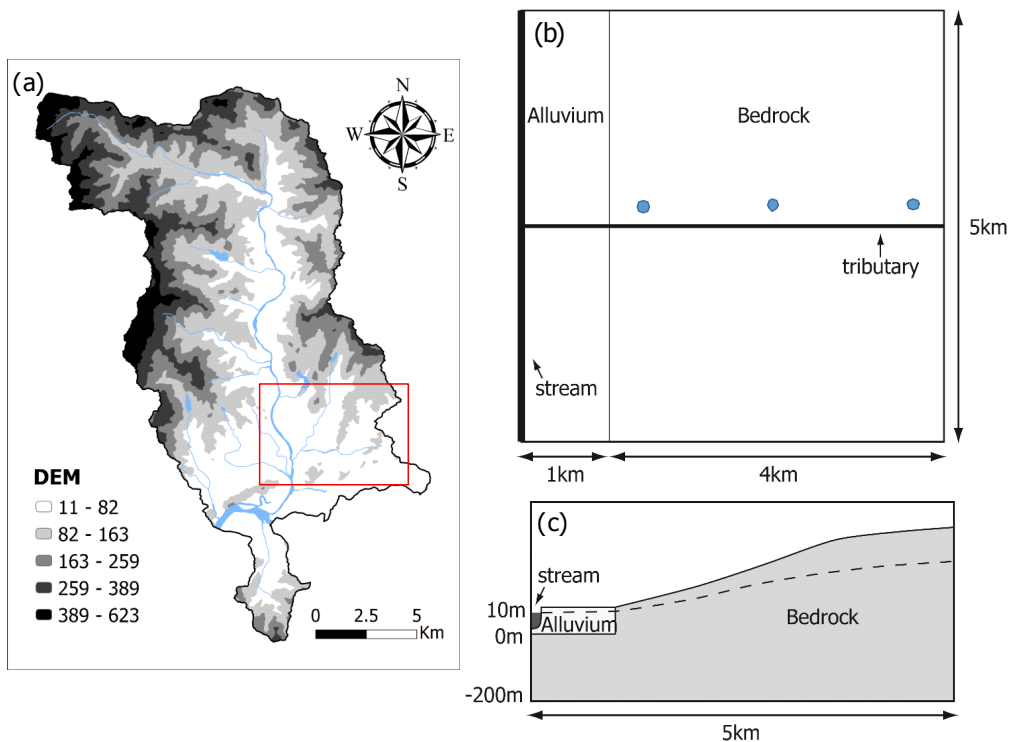 (a)
N
W
E
S
DEM
11 - 82
82 - 163
163 - 259
259 - 389
389 - 623
0 2.5 5
Km
(b)
Alluvium
Bedrock
5km
tributary
stream
1km
4km
(c)
stream
10m
Alluvium
0m
Bedrock
-200m
5km